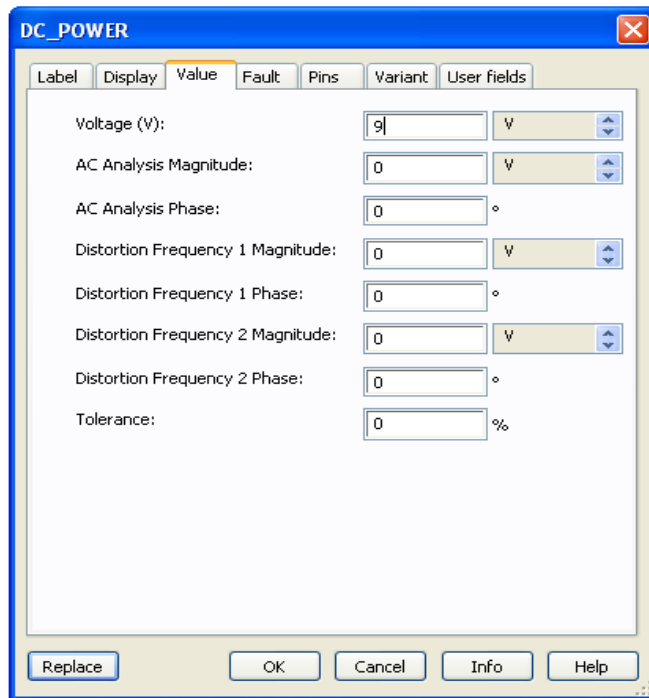 DC_POWER
Label Display Value Fault Pins Variant User fields
Voltage (V): 9 V
AC Analysis Magnitude: 0 V
AC Analysis Phase: 0 °
Distortion Frequency 1 Magnitude: 0 V
Distortion Frequency 1 Phase: 0 °
Distortion Frequency 2 Magnitude: 0 V
Distortion Frequency 2 Phase: 0 °
Tolerance: 0 %
Replace OK Cancel Info Help